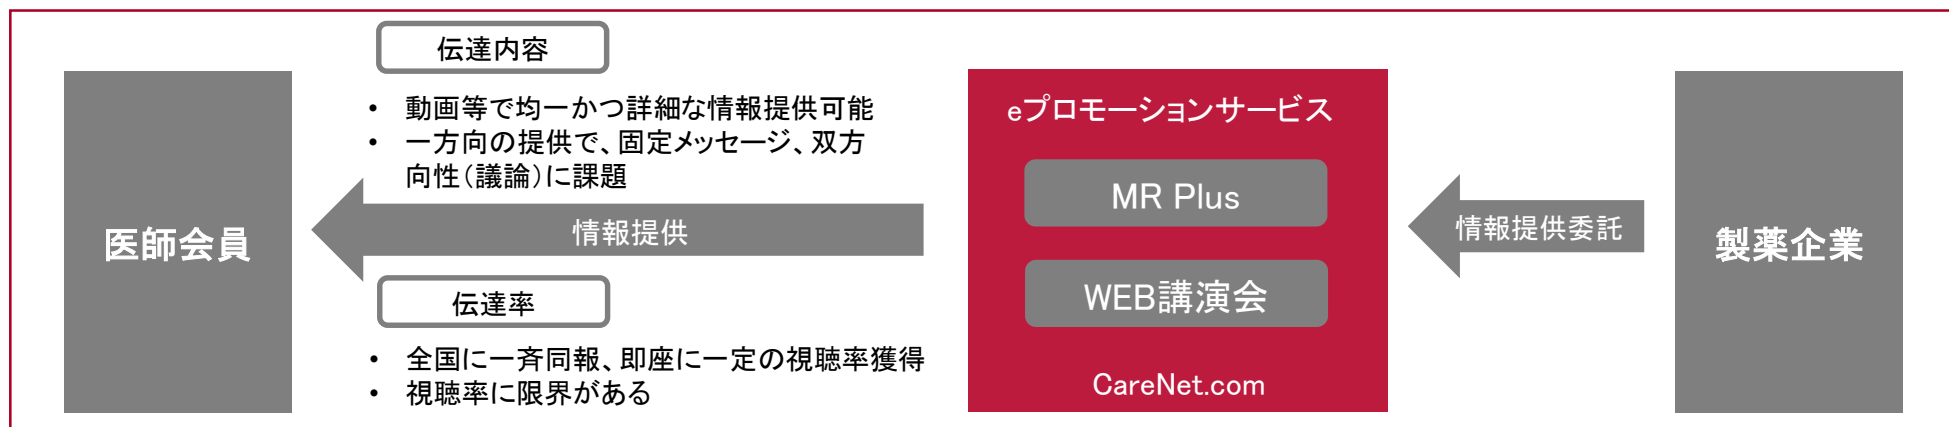 医師会員
伝達内容
• 動画等で均一かつ詳細な情報提供可能
• 一方向の提供で、固定メッセージ、双方
向性(議論)に課題
情報提供
伝達率
• 全国に一斉同報、即座に一定の視聴率獲得
• 視聴率に限界がある
eプロモーションサービス
MR Plus
WEB講演会
CareNet.com
情報提供委託
製薬企業